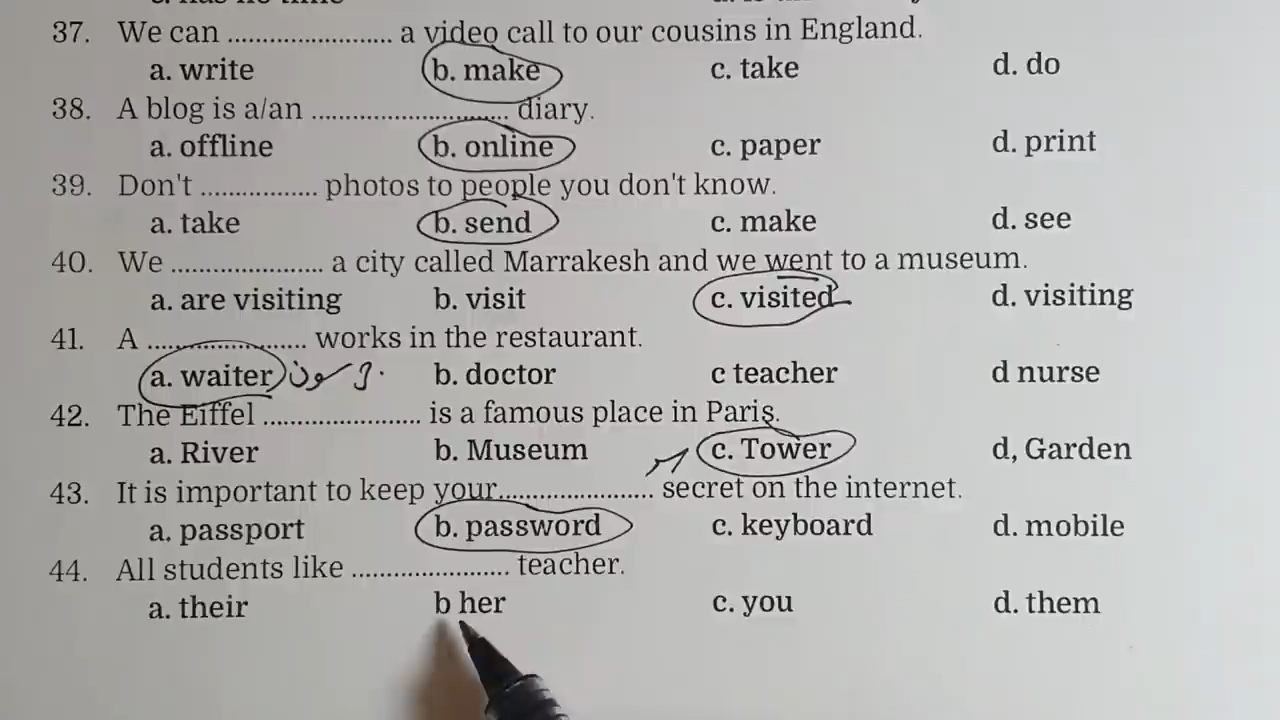 37. We can ........................ a video call to our cousins in England.
a. write b. make c. take d. do
38. A blog is a/an ............................. diary.
a. offline b. online c. paper d. print
39. Don't ................. photos to people you don't know.
a. take b. send c. make d. see
40. We ...................... a city called Marrakesh and we went to a museum.
a. are visiting b. visit c. visited d. visiting
41. A ....................... works in the restaurant.
a. waiter b. doctor c teacher d nurse
42. The Eiffel ....................... is a famous place in Paris.
a. River b. Museum c. Tower d, Garden
43. It is important to keep your....................... secret on the internet.
a. passport b. password c. keyboard d. mobile
44. All students like ....................... teacher.
a. their b her c. you d. them